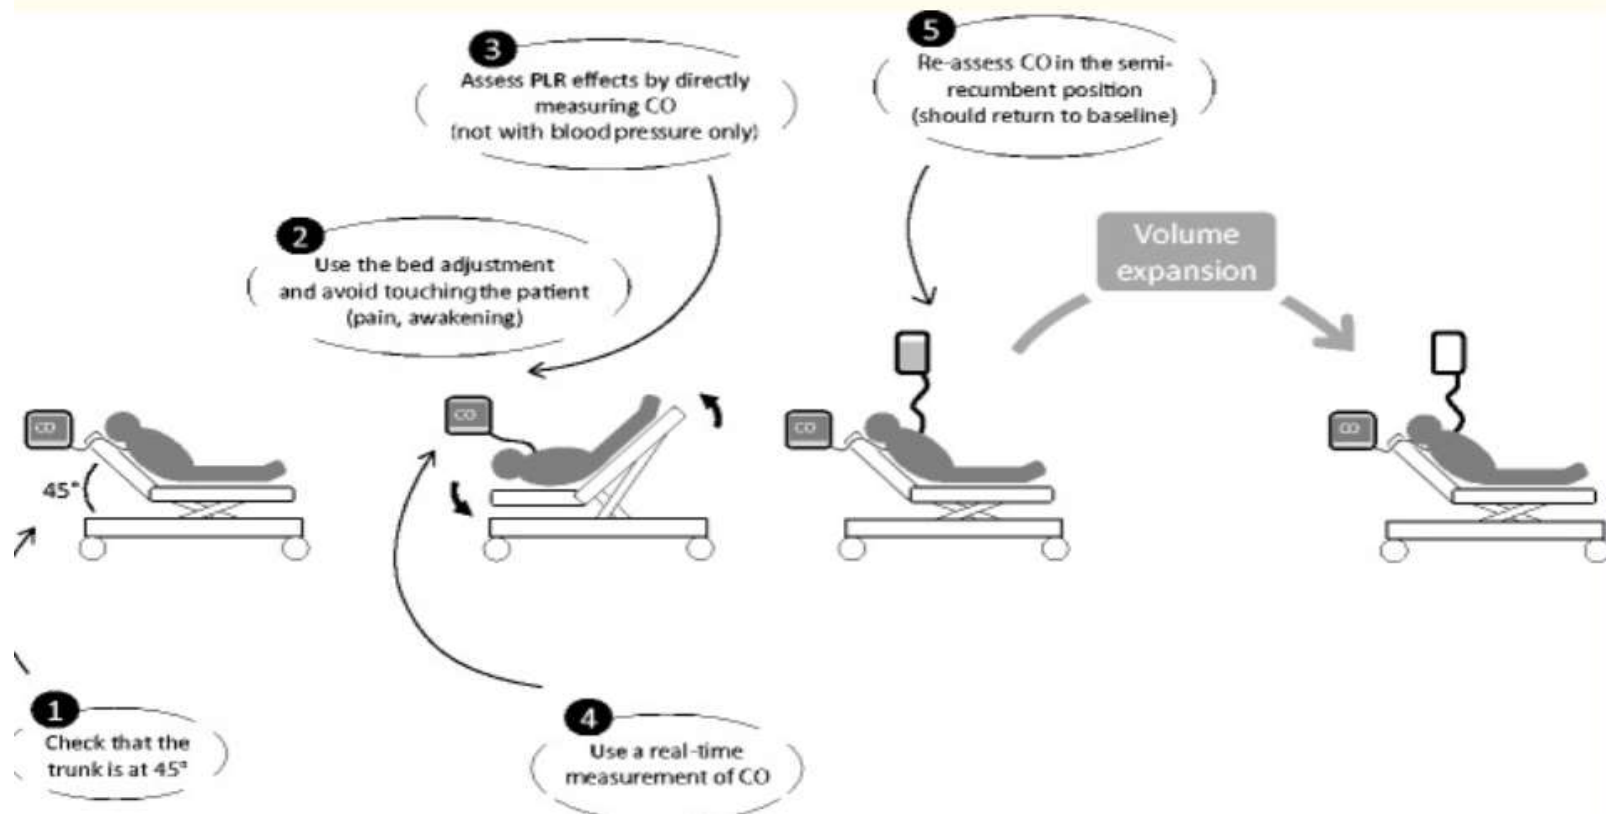 3
Assess PLR effects by directly
measuring CO
(not with blood pressure only)
5
Re-assess CO in the semi-
recumbent position
(should return to baseline)
2
Use the bed adjustment
and avoid touching the patient
(pain, awakening)
Volume
expansion
CO
45°
CO
CO
CO
1
Check that the
trunk is at 45°
4
Use a real-time
measurement of CO